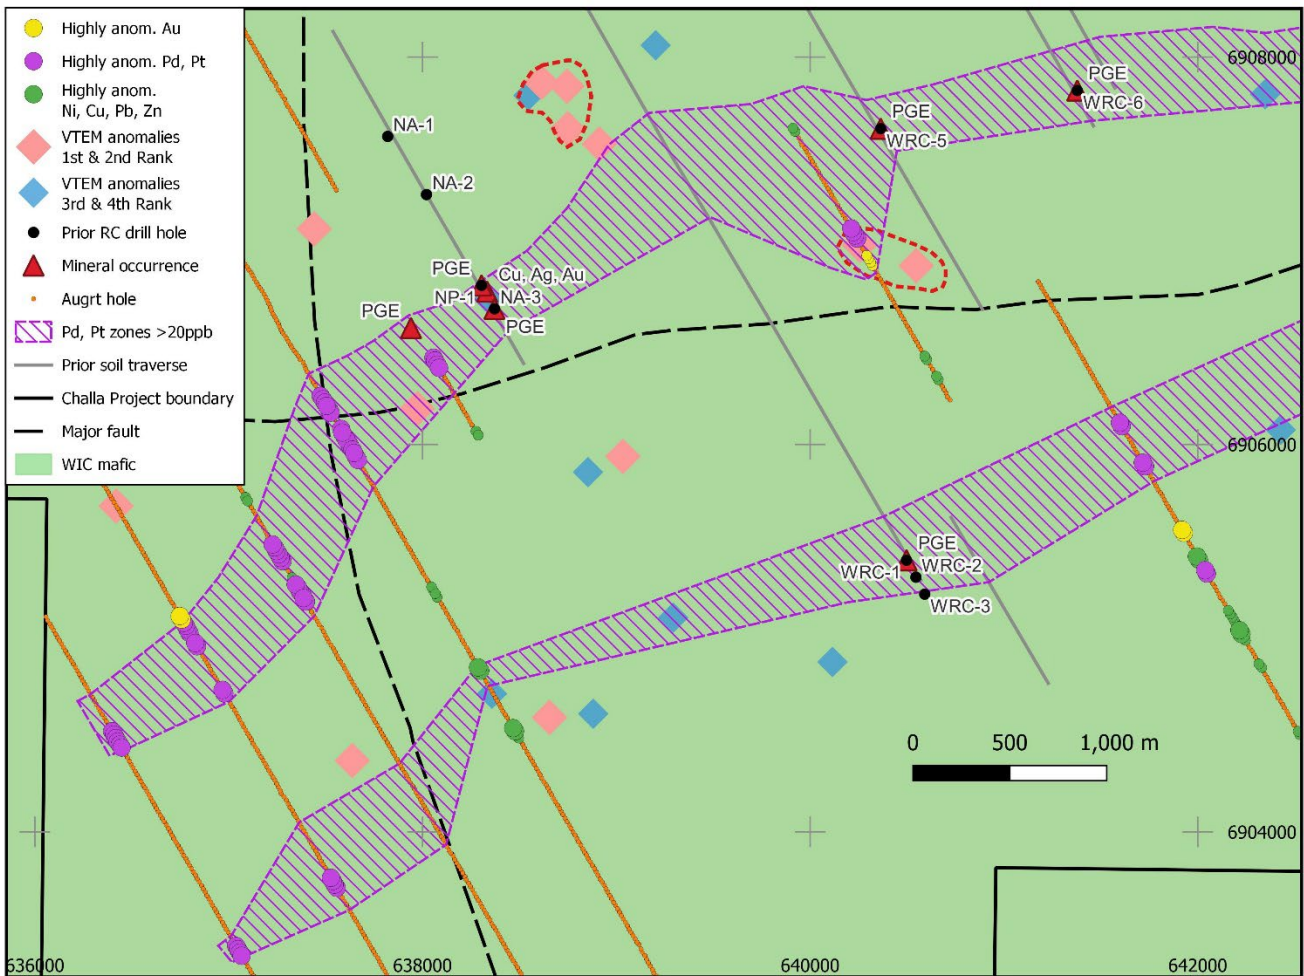 Highly anom. Au
Highly anom. Pd, Pt
Highly anom.
Ni, Cu, Pb, Zn
VTEM anomalies
1st & 2nd Rank
VTEM anomalies
3rd & 4th Rank
Prior RC drill hole
Mineral occurrence
Augrt hole
Pd, Pt zones >20ppb
Prior soil traverse
Challa Project boundary
Major fault
WIC mafic
6908000
PGE
WRC-6
PGE
WRC-5
NA-1
NA-2
PGE
Cu, Ag, Au
NP-1
NA-3
PGE
PGE
6906000
PGE
WRC-1
WRC-2
WRC-3
0 500 1,000 m
6904000
636000
638000
640000
642000